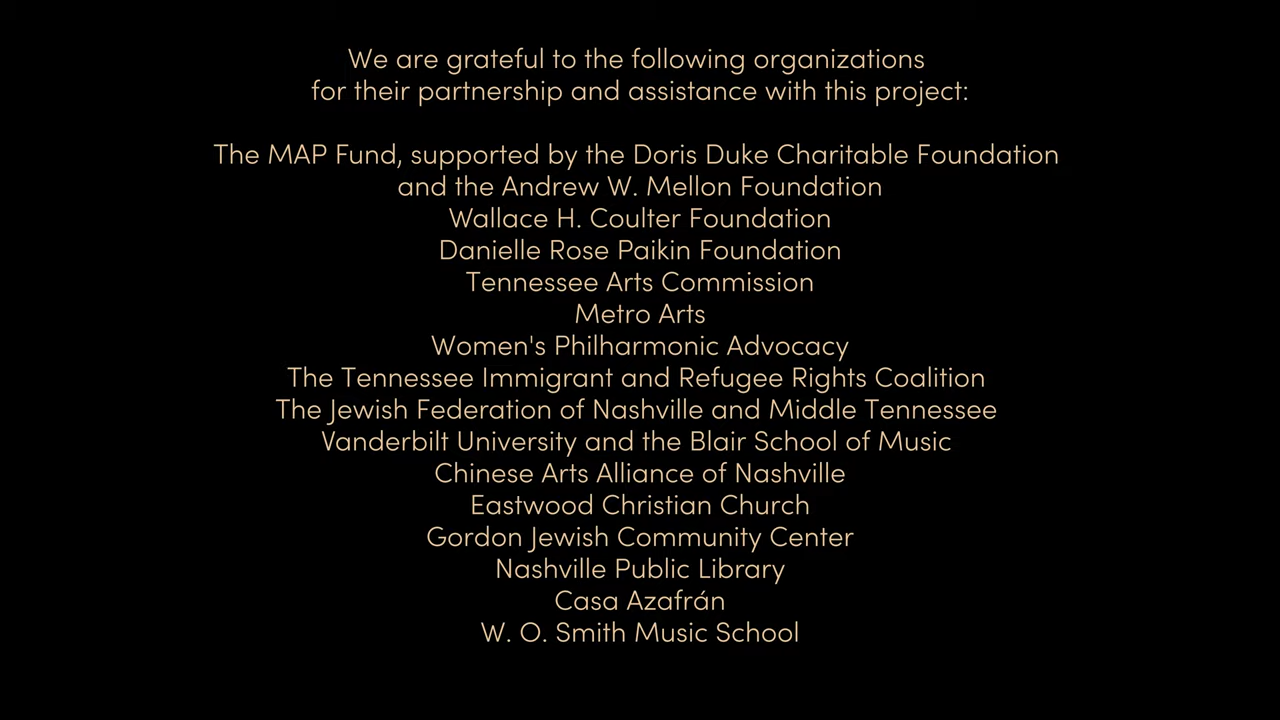 We are grateful to the following organizations
for their partnership and assistance with this project:
The MAP Fund, supported by the Doris Duke Charitable Foundation
and the Andrew W. Mellon Foundation
Wallace H. Coulter Foundation
Danielle Rose Paikin Foundation
Tennessee Arts Commission
Metro Arts
Women's Philharmonic Advocacy
The Tennessee Immigrant and Refugee Rights Coalition
The Jewish Federation of Nashville and Middle Tennessee
Vanderbilt University and the Blair School of Music
Chinese Arts Alliance of Nashville
Eastwood Christian Church
Gordon Jewish Community Center
Nashville Public Library
Casa Azafrán
W. O. Smith Music School